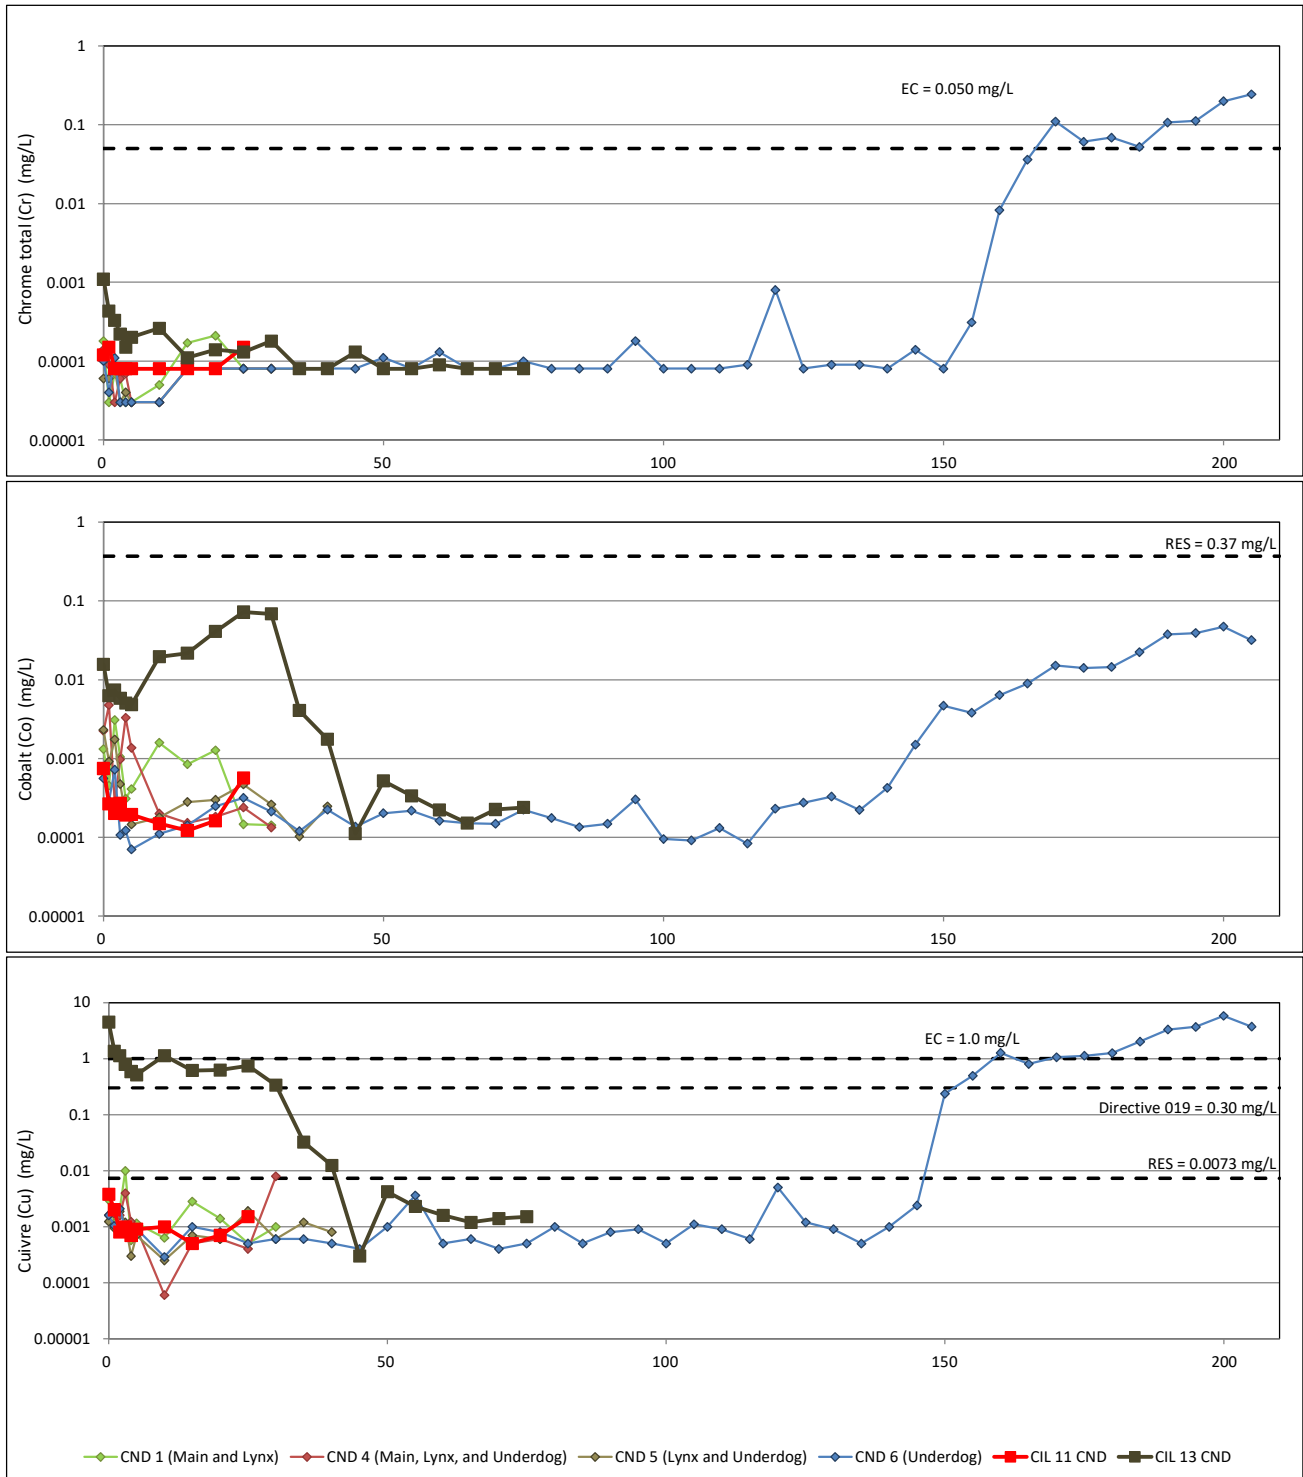 1
EC = 0.050 mg/L
0.1
0.01
0.001
0.0001
0.00001
Chrome total (Cr) (mg/L)
0 50 100 150 200
1
RES = 0.37 mg/L
0.1
0.01
0.001
0.0001
0.00001
Cobalt (Co) (mg/L)
0 50 100 150 200
10
EC = 1.0 mg/L
1
Directive 019 = 0.30 mg/L
0.1
RES = 0.0073 mg/L
0.01
0.001
0.0001
0.00001
Cuivre (Cu) (mg/L)
0 50 100 150 200
CND 1 (Main and Lynx) CND 4 (Main, Lynx, and Underdog) CND 5 (Lynx and Underdog) CND 6 (Underdog) CIL 11 CND CIL 13 CND